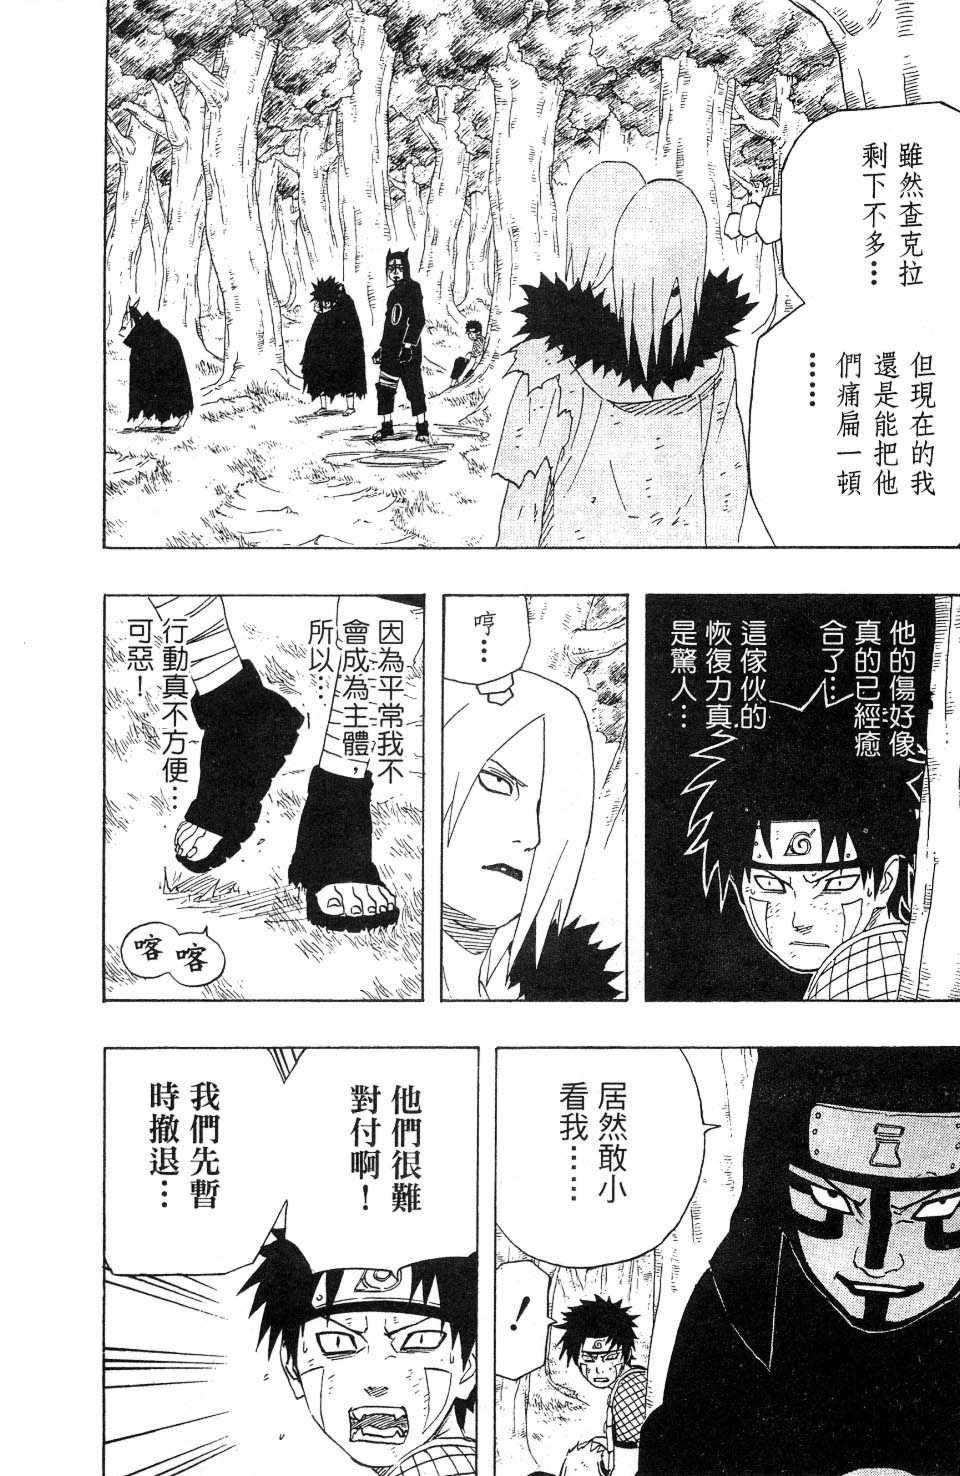 雖然查克拉
剩下不多…
但現在的我
還是能把他
們痛扁一頓
……
他的傷好像
真的已經癒
合了…
這傢伙的
恢復力真
是驚人…
哼…
因為平常我不
會成為主體，
所以…
行動真不方便…
可惡！
喀
喀
居然敢小
看我……
！
他們很難
對付啊！
我們先暫
時撤退…